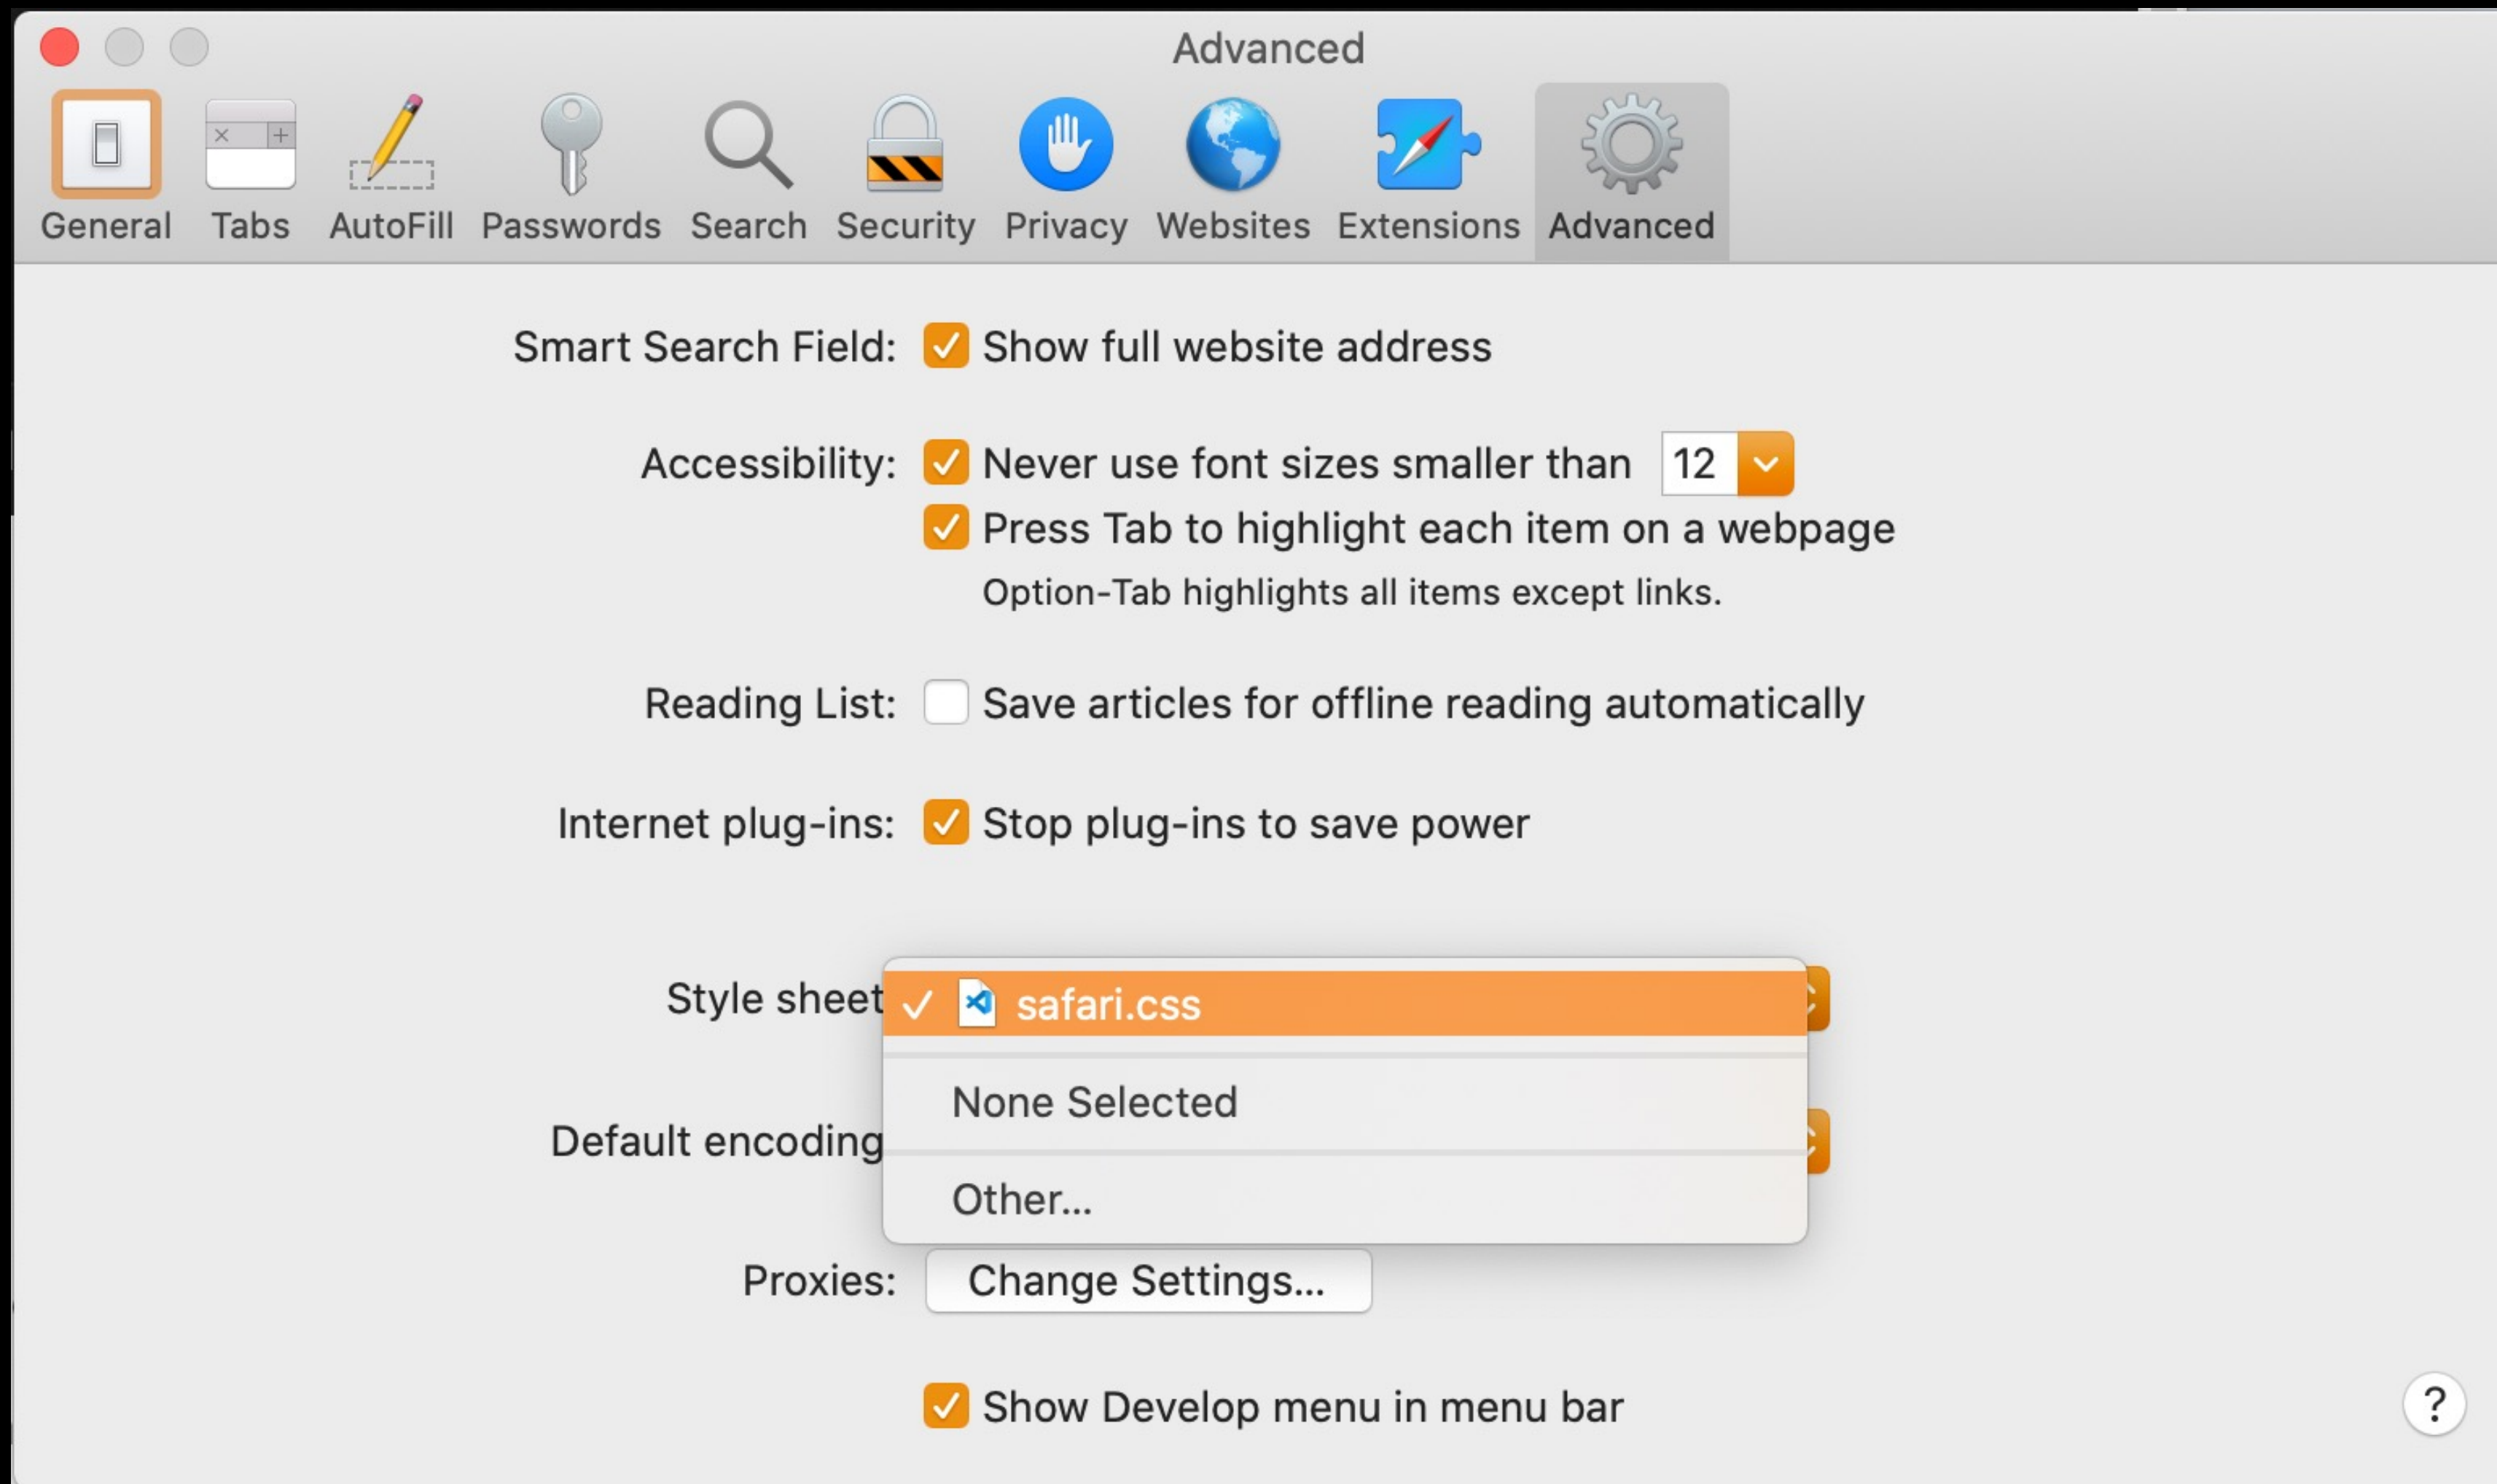 Advanced
General Tabs AutoFill Passwords Search Security Privacy Websites Extensions Advanced
Smart Search Field: Show full website address
Accessibility: Never use font sizes smaller than 12
Press Tab to highlight each item on a webpage
Option-Tab highlights all items except links.
Reading List: Save articles for offline reading automatically
Internet plug-ins: Stop plug-ins to save power
Style sheet safari.css
None Selected
Default encoding
Other...
Proxies: Change Settings...
Show Develop menu in menu bar
?